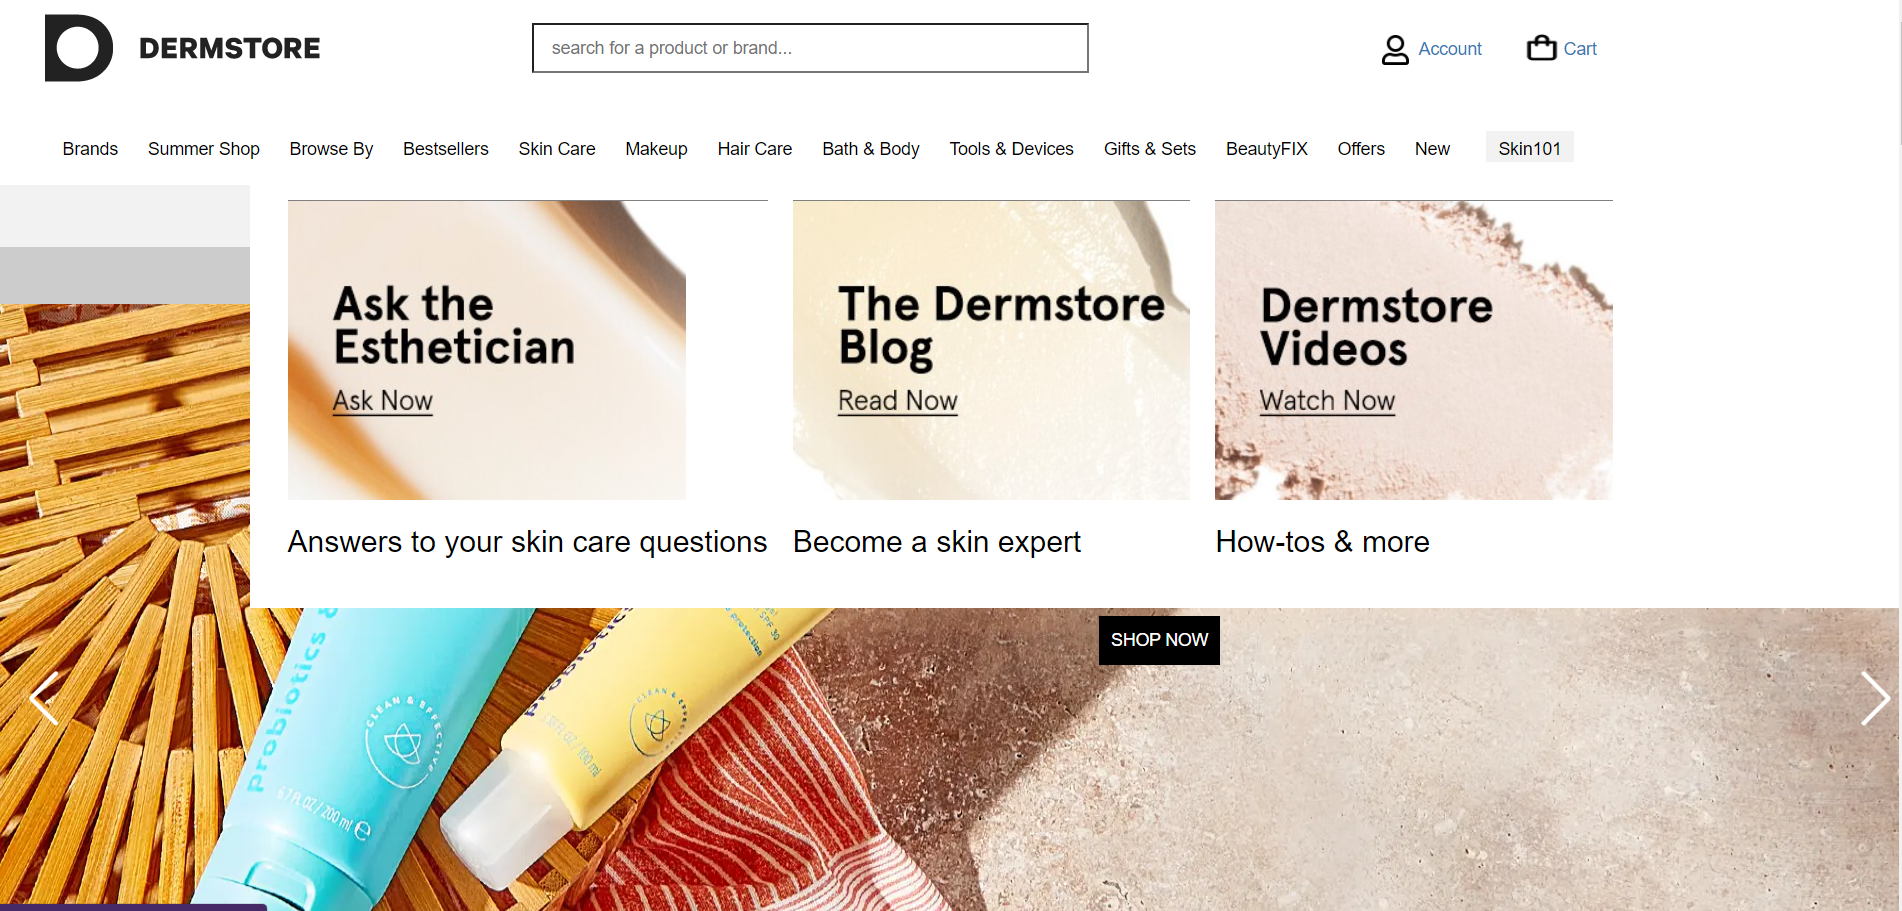 DERMSTORE
search for a product or brand...
Account
Cart
Brands Summer Shop Browse By Bestsellers Skin Care Makeup Hair Care Bath & Body Tools & Devices Gifts & Sets BeautyFIX Offers New Skin101
Ask the
Esthetician
Ask Now
Answers to your skin care questions
The Dermstore
Blog
Read Now
Become a skin expert
Dermstore
Videos
Watch Now
How-tos & more
SHOP NOW
probiotics &
CLEAN & EFFECTIVE
6.7 FL OZ / 200 ml e
SPF 30
protection
CLEAN & EFFECTIVE